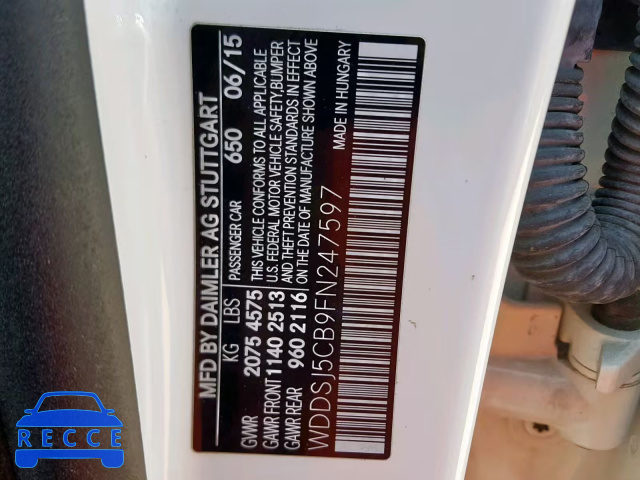 MFD BY DAIMLER AG STUTTGART
KG LBS PASSENGER CAR 650 06/15
GVWR 2075 4575 THIS VEHICLE CONFORMS TO ALL APPLICABLE
GAWR FRONT 1140 2513 U.S. FEDERAL MOTOR VEHICLE SAFETY,BUMPER
GAWR REAR 960 2116 AND THEFT PREVENTION STANDARDS IN EFFECT
ON THE DATE OF MANUFACTURE SHOWN ABOVE
WDDSJ5CB9FN247597 MADE IN HUNGARY
RECCE